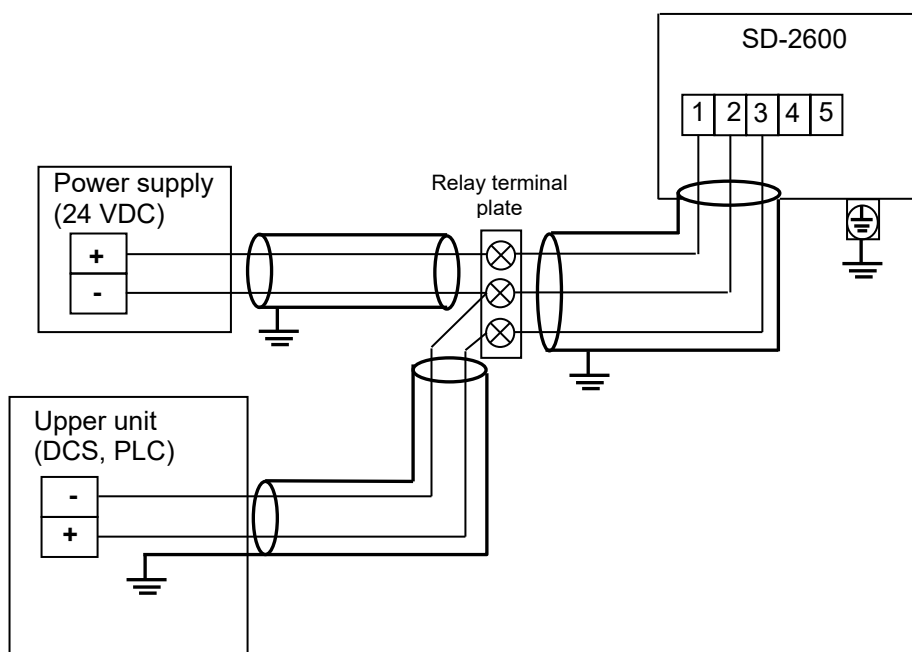 SD-2600
1 2 3 4 5
Power supply
(24 VDC)
+
-
Relay terminal
plate
Upper unit
(DCS, PLC)
-
+